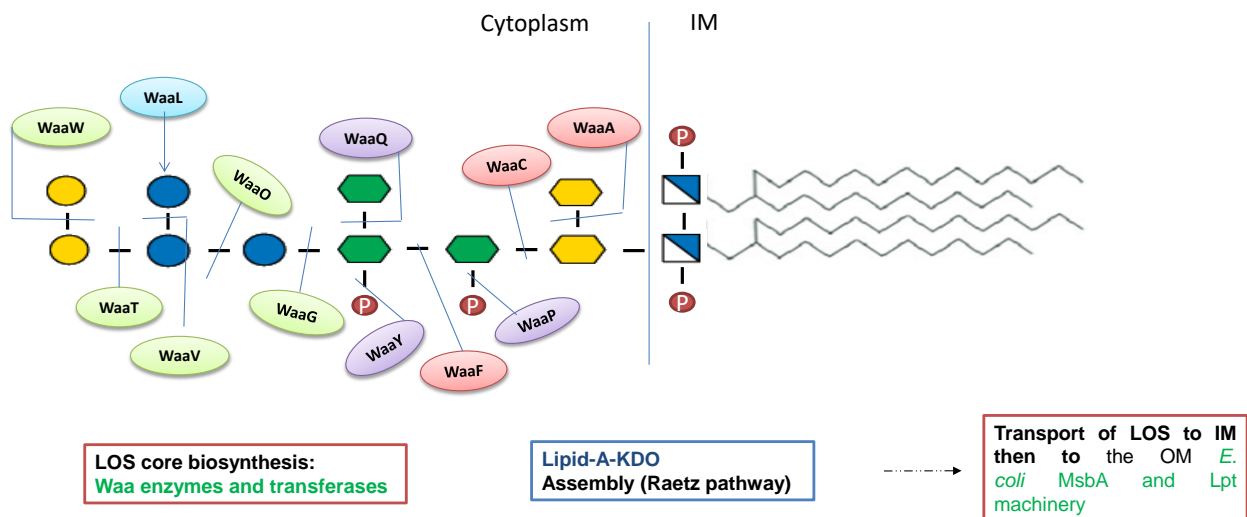 Cytoplasm
IM
WaaL
WaaW
WaaQ
WaaA
P
WaaC
WaaO
WaaT
WaaG
P
P
P
WaaP
WaaY
WaaV
WaaF
LOS core biosynthesis:
Waa enzymes and transferases
Lipid-A-KDO
Assembly (Raetz pathway)
Transport of LOS to IM
then to the OM E.
coli MsbA and Lpt
machinery